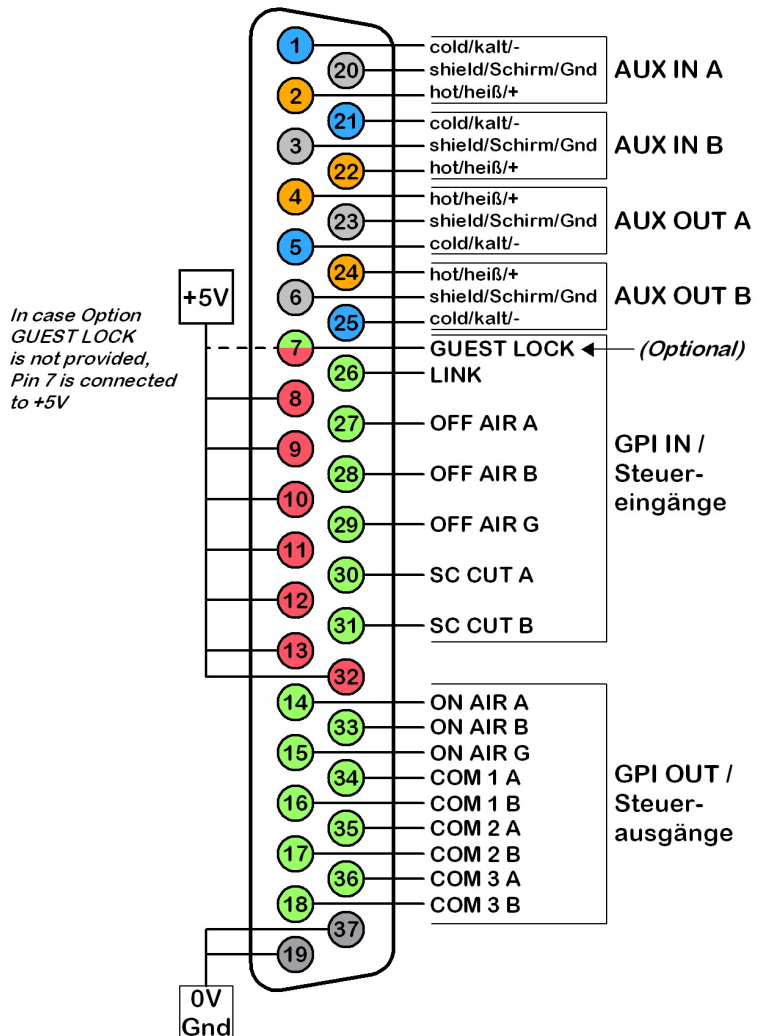 1 cold/kalt/-
20 shield/Schirm/Gnd AUX IN A
2 hot/heiß/+
21 cold/kalt/-
3 shield/Schirm/Gnd AUX IN B
22 hot/heiß/+
4 hot/heiß/+
23 shield/Schirm/Gnd AUX OUT A
5 cold/kalt/-
24 hot/heiß/+
6 shield/Schirm/Gnd AUX OUT B
25 cold/kalt/-
+5V
In case Option
GUEST LOCK
is not provided,
Pin 7 is connected
to +5V
7 GUEST LOCK (Optional)
26 LINK
8
27 OFF AIR A
9
28 OFF AIR B
10
29 OFF AIR G
11
30 SC CUT A
12
31 SC CUT B
13
32
GPI IN /
Steuer-
eingänge
14 ON AIR A
33 ON AIR B
15 ON AIR G
34 COM 1 A
16 COM 1 B
35 COM 2 A
17 COM 2 B
36 COM 3 A
18 COM 3 B
37
19
GPI OUT /
Steuer-
ausgänge
0V
Gnd